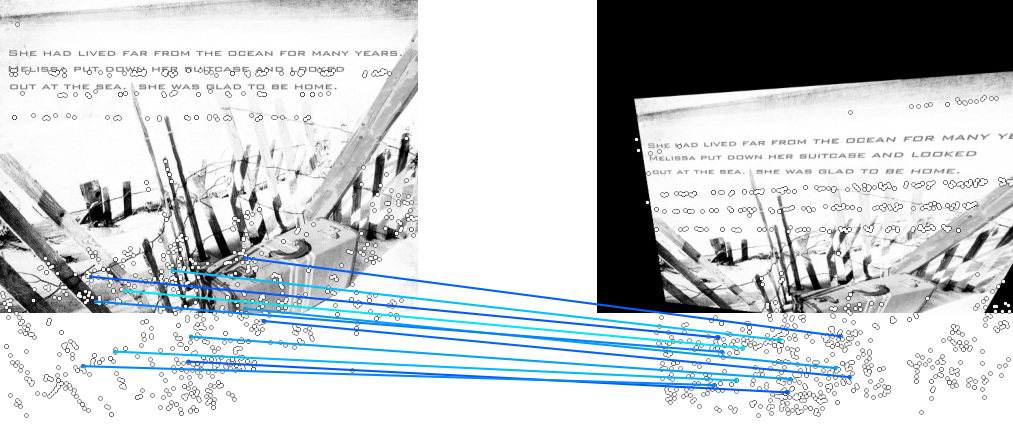 SHE HAD LIVED FAR FROM THE OCEAN FOR MANY YEARS.
MELISSA PUT DOWN HER SUITCASE AND LOOKED
OUT AT THE SEA. SHE WAS GLAD TO BE HOME.
SHE HAD LIVED FAR FROM THE OCEAN FOR MANY
MELISSA PUT DOWN HER SUITCASE AND LOOKED
OUT AT THE SEA. SHE WAS GLAD TO BE HOME.